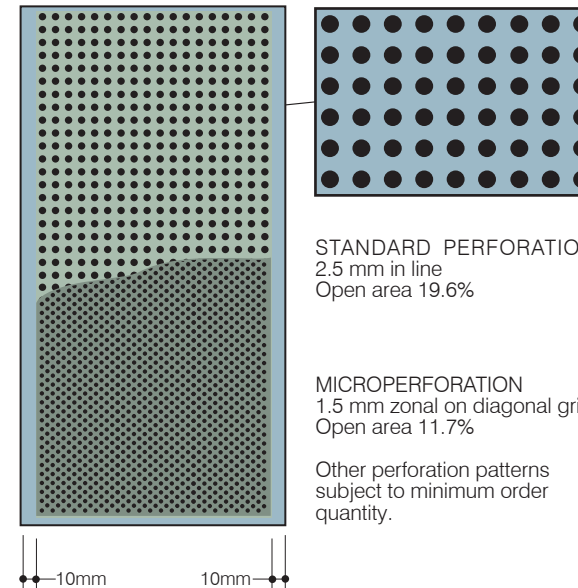 STANDARD PERFORATIO
2.5 mm in line
Open area 19.6%
MICROPERFORATION
1.5 mm zonal on diagonal gri
Open area 11.7%
Other perforation patterns
subject to minimum order
quantity.
10mm 10mm